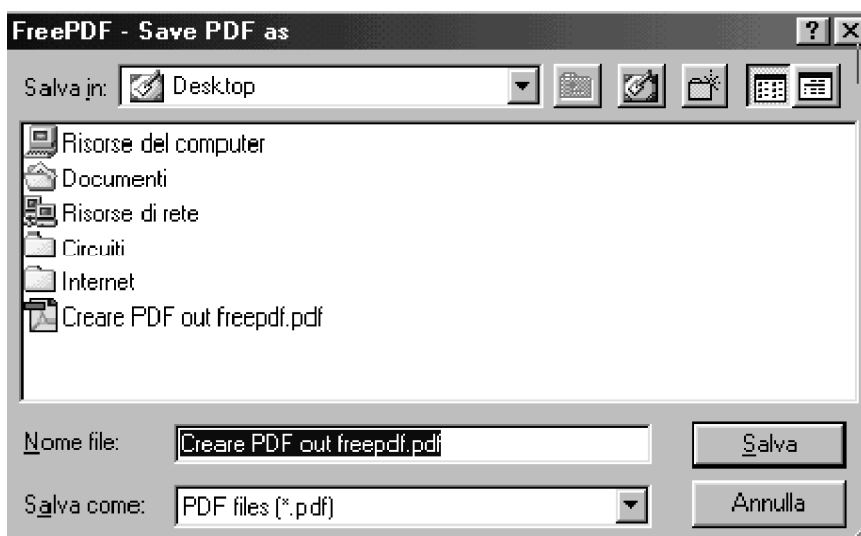 FreePDF - Save PDF as
Salva in: Desktop
Risorse del computer
Documenti
Risorse di rete
Circuiti
Internet
Creare PDF out freepdf.pdf
Nome file: Creare PDF out freepdf.pdf Salva
Salva come: PDF files (*.pdf) Annulla